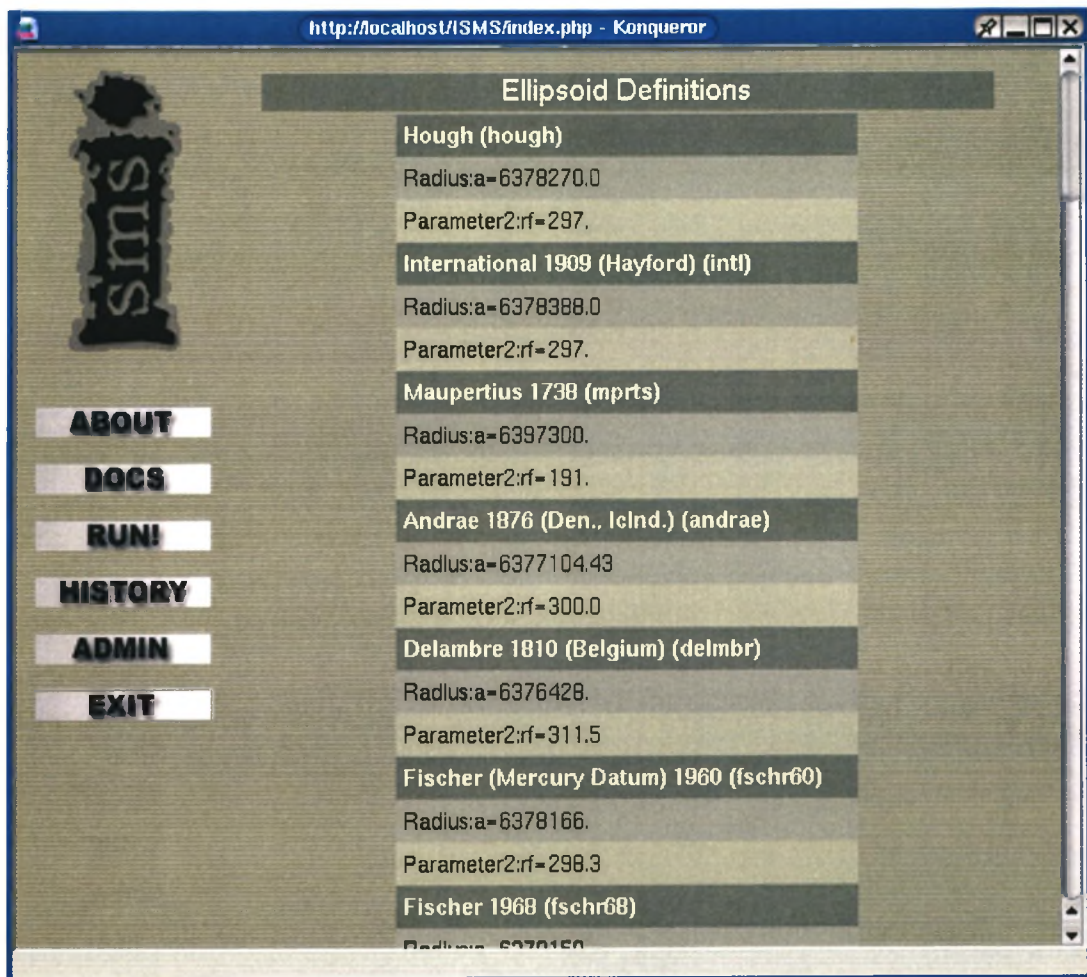 http://localhost/ISMS/index.php - Konqueror
isms
Ellipsoid Definitions
Hough (hough)
Radius:a=6378270.0
Parameter2:rf=297.
International 1909 (Hayford) (intl)
Radius:a=6378388.0
Parameter2:rf=297.
Maupertius 1738 (mprts)
Radius:a=6397300.
Parameter2:rf=191.
Andrae 1876 (Den., Iclnd.) (andrae)
Radius:a=6377104.43
Parameter2:rf=300.0
Delambre 1810 (Belgium) (delmbr)
Radius:a=6376428.
Parameter2:rf=311.5
Fischer (Mercury Datum) 1960 (fschr60)
Radius:a=6378166.
Parameter2:rf=298.3
Fischer 1968 (fschr68)
ABOUT
DOCS
RUN!
HISTORY
ADMIN
EXIT